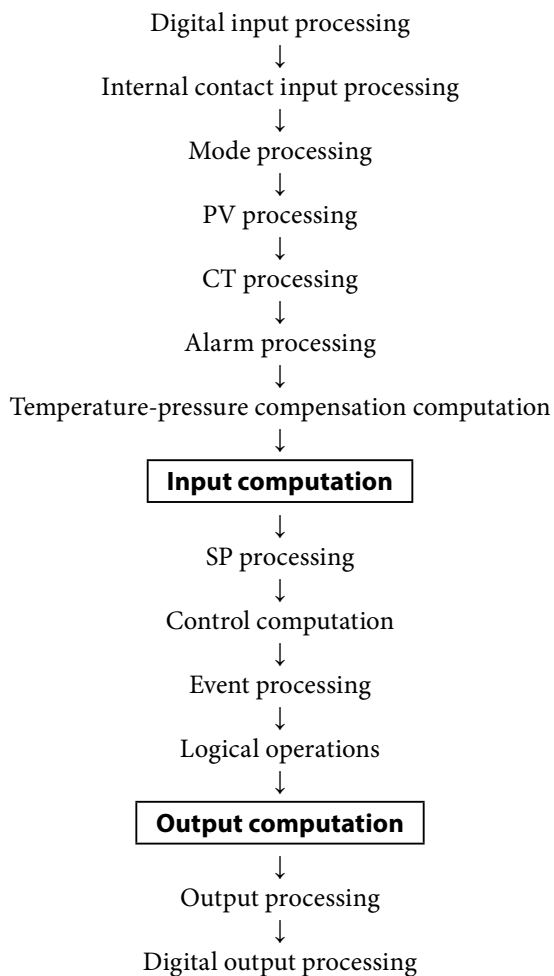 Digital input processing
↓
Internal contact input processing
↓
Mode processing
↓
PV processing
↓
CT processing
↓
Alarm processing
↓
Temperature-pressure compensation computation
↓
Input computation
↓
SP processing
↓
Control computation
↓
Event processing
↓
Logical operations
↓
Output computation
↓
Output processing
↓
Digital output processing